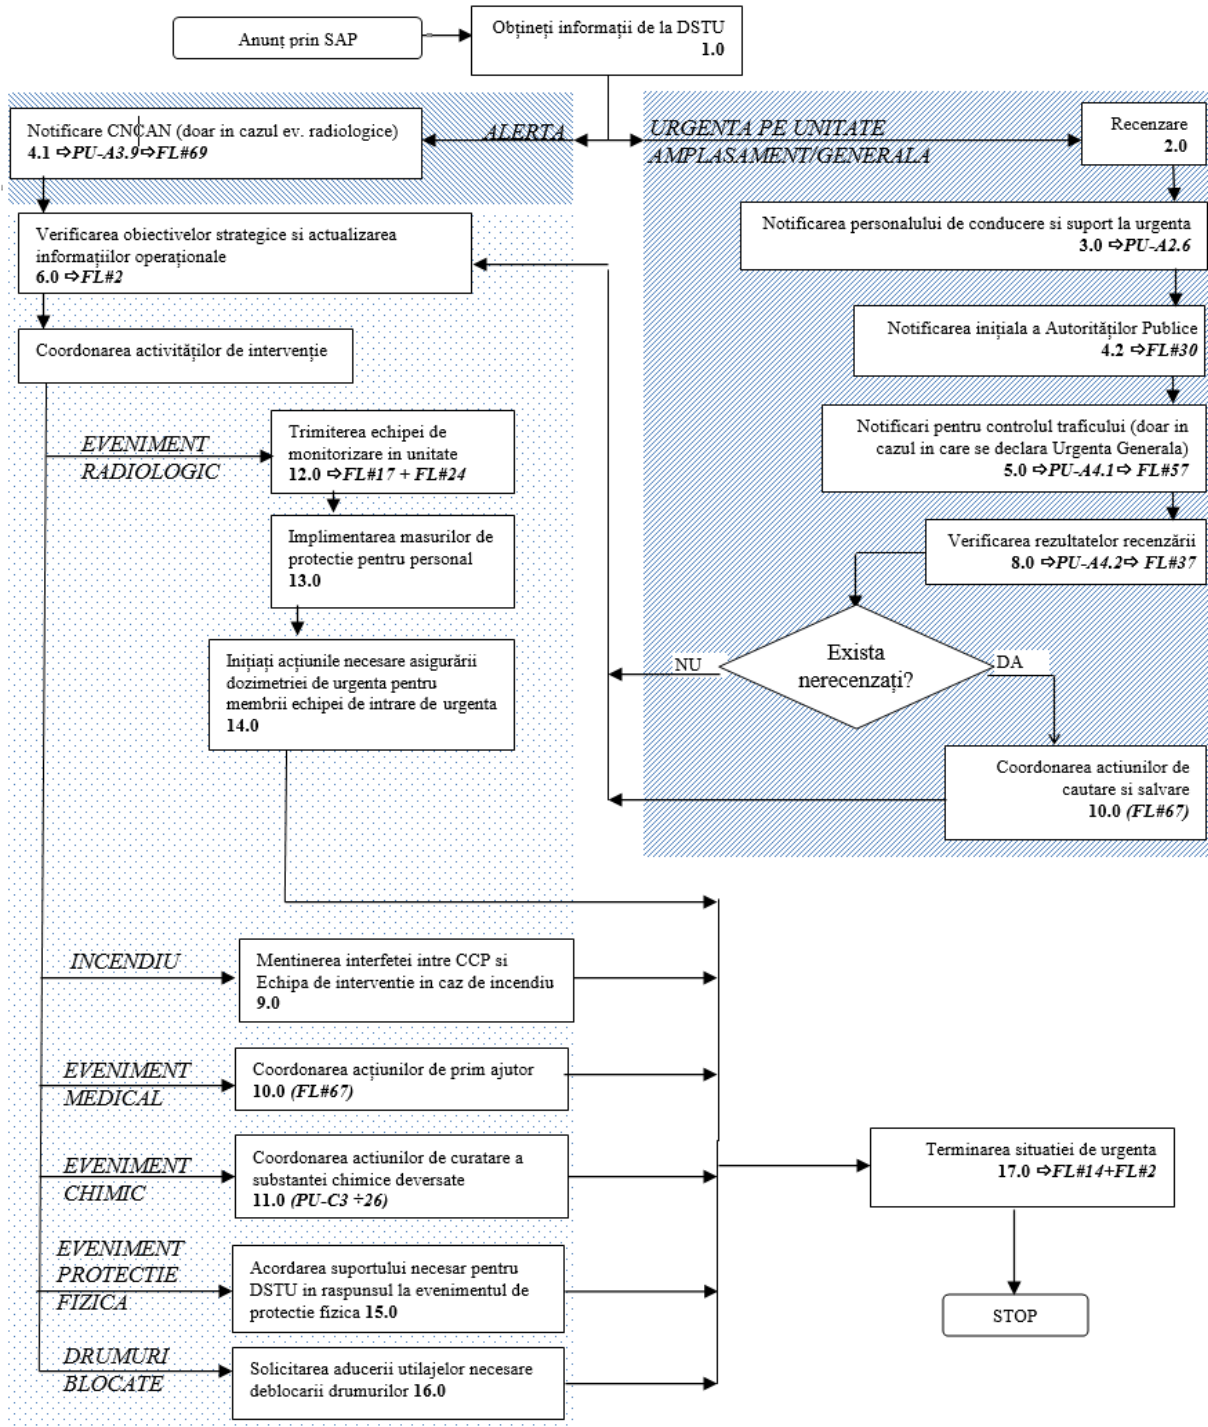 Anunț prin SAP
Obțineți informații de la DSTU
1.0
Notificare CNCAN (doar in cazul ev. radiologice)
4.1 ⇨PU-A3.9⇨FL#69
ALERTA
URGENTA PE UNITATE
AMPLASAMENT/GENERALA
Recenzare
2.0
Notificarea personalului de conducere si suport la urgenta
3.0 ⇨PU-A2.6
Verificarea obiectivelor strategice si actualizarea
informațiilor operaționale
6.0 ⇨FL#2
Notificarea inițiala a Autorităților Publice
4.2 ⇨FL#30
Coordonarea activităților de intervenție
Notificari pentru controlul traficului (doar in
cazul in care se declara Urgenta Generala)
5.0 ⇨PU-A4.1⇨ FL#57
EVENIMENT
RADIOLOGIC
Trimiterea echipei de
monitorizare in unitate
12.0 ⇨FL#17 + FL#24
Verificarea rezultatelor recenzării
8.0 ⇨PU-A4.2⇨ FL#37
Implimentarea masurilor de
protectie pentru personal
13.0
Exista
nerecenzați?
NU
DA
Inițiați acțiunile necesare asigurării
dozimetriei de urgenta pentru
membrii echipei de intrare de urgenta
14.0
Coordonarea actiunilor de
cautare si salvare
10.0 (FL#67)
INCENDIU
Mentinerea interfetei intre CCP si
Echipa de interventie in caz de incendiu
9.0
EVENIMENT
MEDICAL
Coordonarea acțiunilor de prim ajutor
10.0 (FL#67)
EVENIMENT
CHIMIC
Coordonarea actiunilor de curatare a
substantei chimice deversate
11.0 (PU-C3 ÷26)
Terminarea situatiei de urgenta
17.0 ⇨FL#14+FL#2
EVENIMENT
PROTECTIE
FIZICA
Acordarea suportului necesar pentru
DSTU in raspunsul la evenimentul de
protectie fizica 15.0
STOP
DRUMURI
BLOCATE
Solicitarea aducerii utilajelor necesare
deblocarii drumurilor 16.0